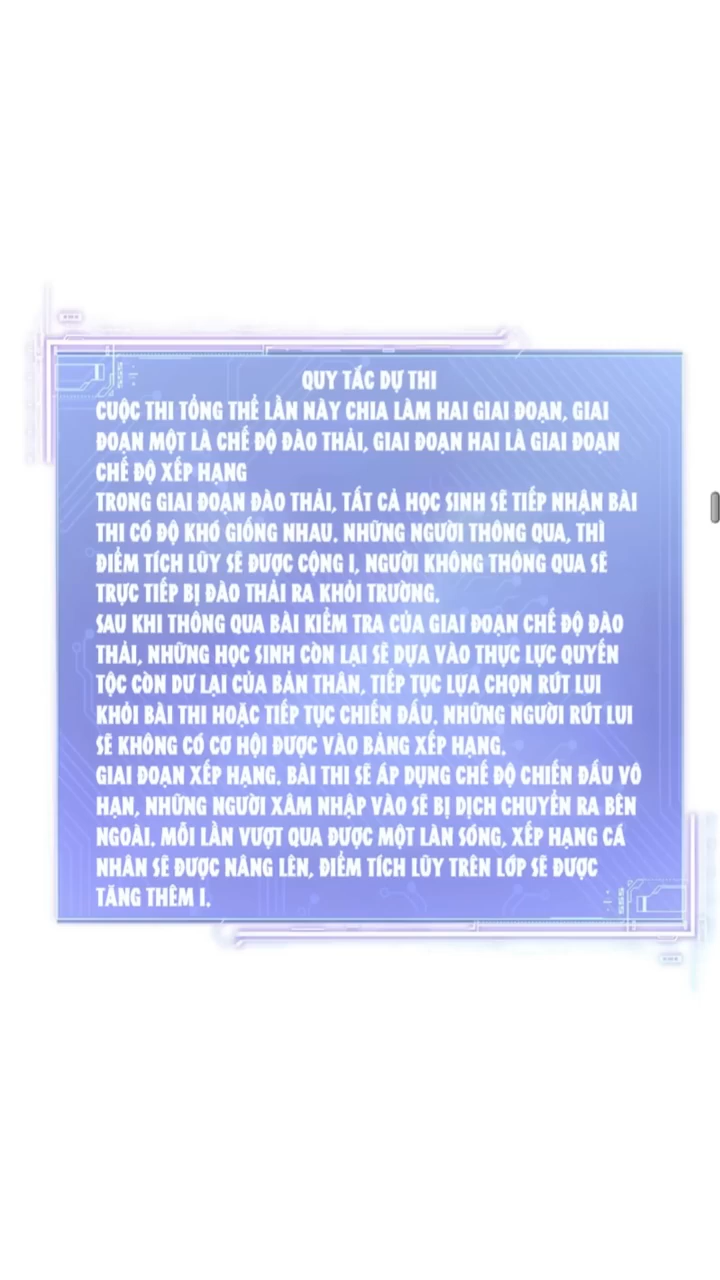 QUY TẮC DỰ THI
CUỘC THI TỔNG THỂ LẦN NÀY CHIA LÀM HAI GIAI ĐOẠN, GIAI
ĐOẠN MỘT LÀ CHẾ ĐỘ ĐÀO THẢI, GIAI ĐOẠN HAI LÀ GIAI ĐOẠN
CHẾ ĐỘ XẾP HẠNG
TRONG GIAI ĐOẠN ĐÀO THẢI, TẤT CẢ HỌC SINH SẼ TIẾP NHẬN BÀI
THI CÓ ĐỘ KHÓ GIỐNG NHAU. NHỮNG NGƯỜI THÔNG QUA, THÌ
ĐIỂM TÍCH LŨY SẼ ĐƯỢC CỘNG 1, NGƯỜI KHÔNG THÔNG QUA SẼ
TRỰC TIẾP BỊ ĐÀO THẢI RA KHỎI TRƯỜNG.
SAU KHI THÔNG QUA BÀI KIỂM TRA CỦA GIAI ĐOẠN CHẾ ĐỘ ĐÀO
THẢI, NHỮNG HỌC SINH CÒN LẠI SẼ DỰA VÀO THỰC LỰC QUYẾN
TỘC CÒN DƯ LẠI CỦA BẢN THÂN, TIẾP TỤC LỰA CHỌN RÚT LUI
KHỎI BÀI THI HOẶC TIẾP TỤC CHIẾN ĐẤU. NHỮNG NGƯỜI RÚT LUI
SẼ KHÔNG CÓ CƠ HỘI ĐƯỢC VÀO BẢNG XẾP HẠNG.
GIAI ĐOẠN XẾP HẠNG. BÀI THI SẼ ÁP DỤNG CHẾ ĐỘ CHIẾN ĐẤU VÔ
HẠN, NHỮNG NGƯỜI XÂM NHẬP VÀO SẼ BỊ DỊCH CHUYỂN RA BÊN
NGOÀI. MỖI LẦN VƯỢT QUA ĐƯỢC MỘT LÀN SÓNG, XẾP HẠNG CÁ
NHÂN SẼ ĐƯỢC NÂNG LÊN, ĐIỂM TÍCH LŨY TRÊN LỚP SẼ ĐƯỢC
TĂNG THÊM 1.